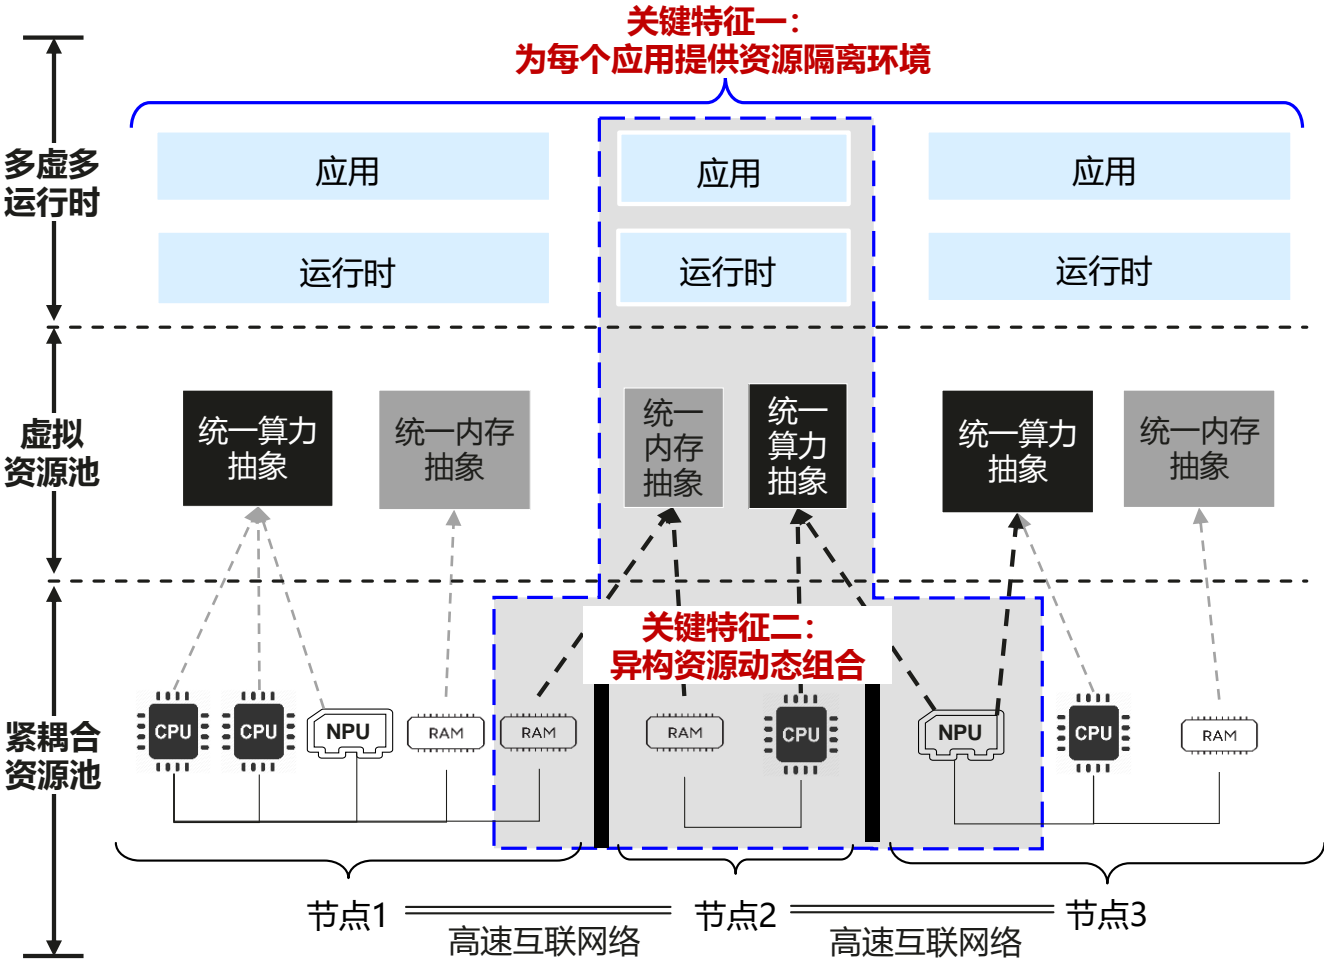 关键特征一：
为每个应用提供资源隔离环境
多虚多
运行时
应用
应用
应用
运行时
运行时
运行时
虚拟
资源池
统一算力
抽象
统一内存
抽象
统一
内存
抽象
统一
算力
抽象
统一算力
抽象
统一内存
抽象
关键特征二：
异构资源动态组合
紧耦合
资源池
CPU
CPU
NPU
RAM
RAM
RAM
CPU
NPU
CPU
RAM
节点1
节点2
节点3
高速互联网络
高速互联网络